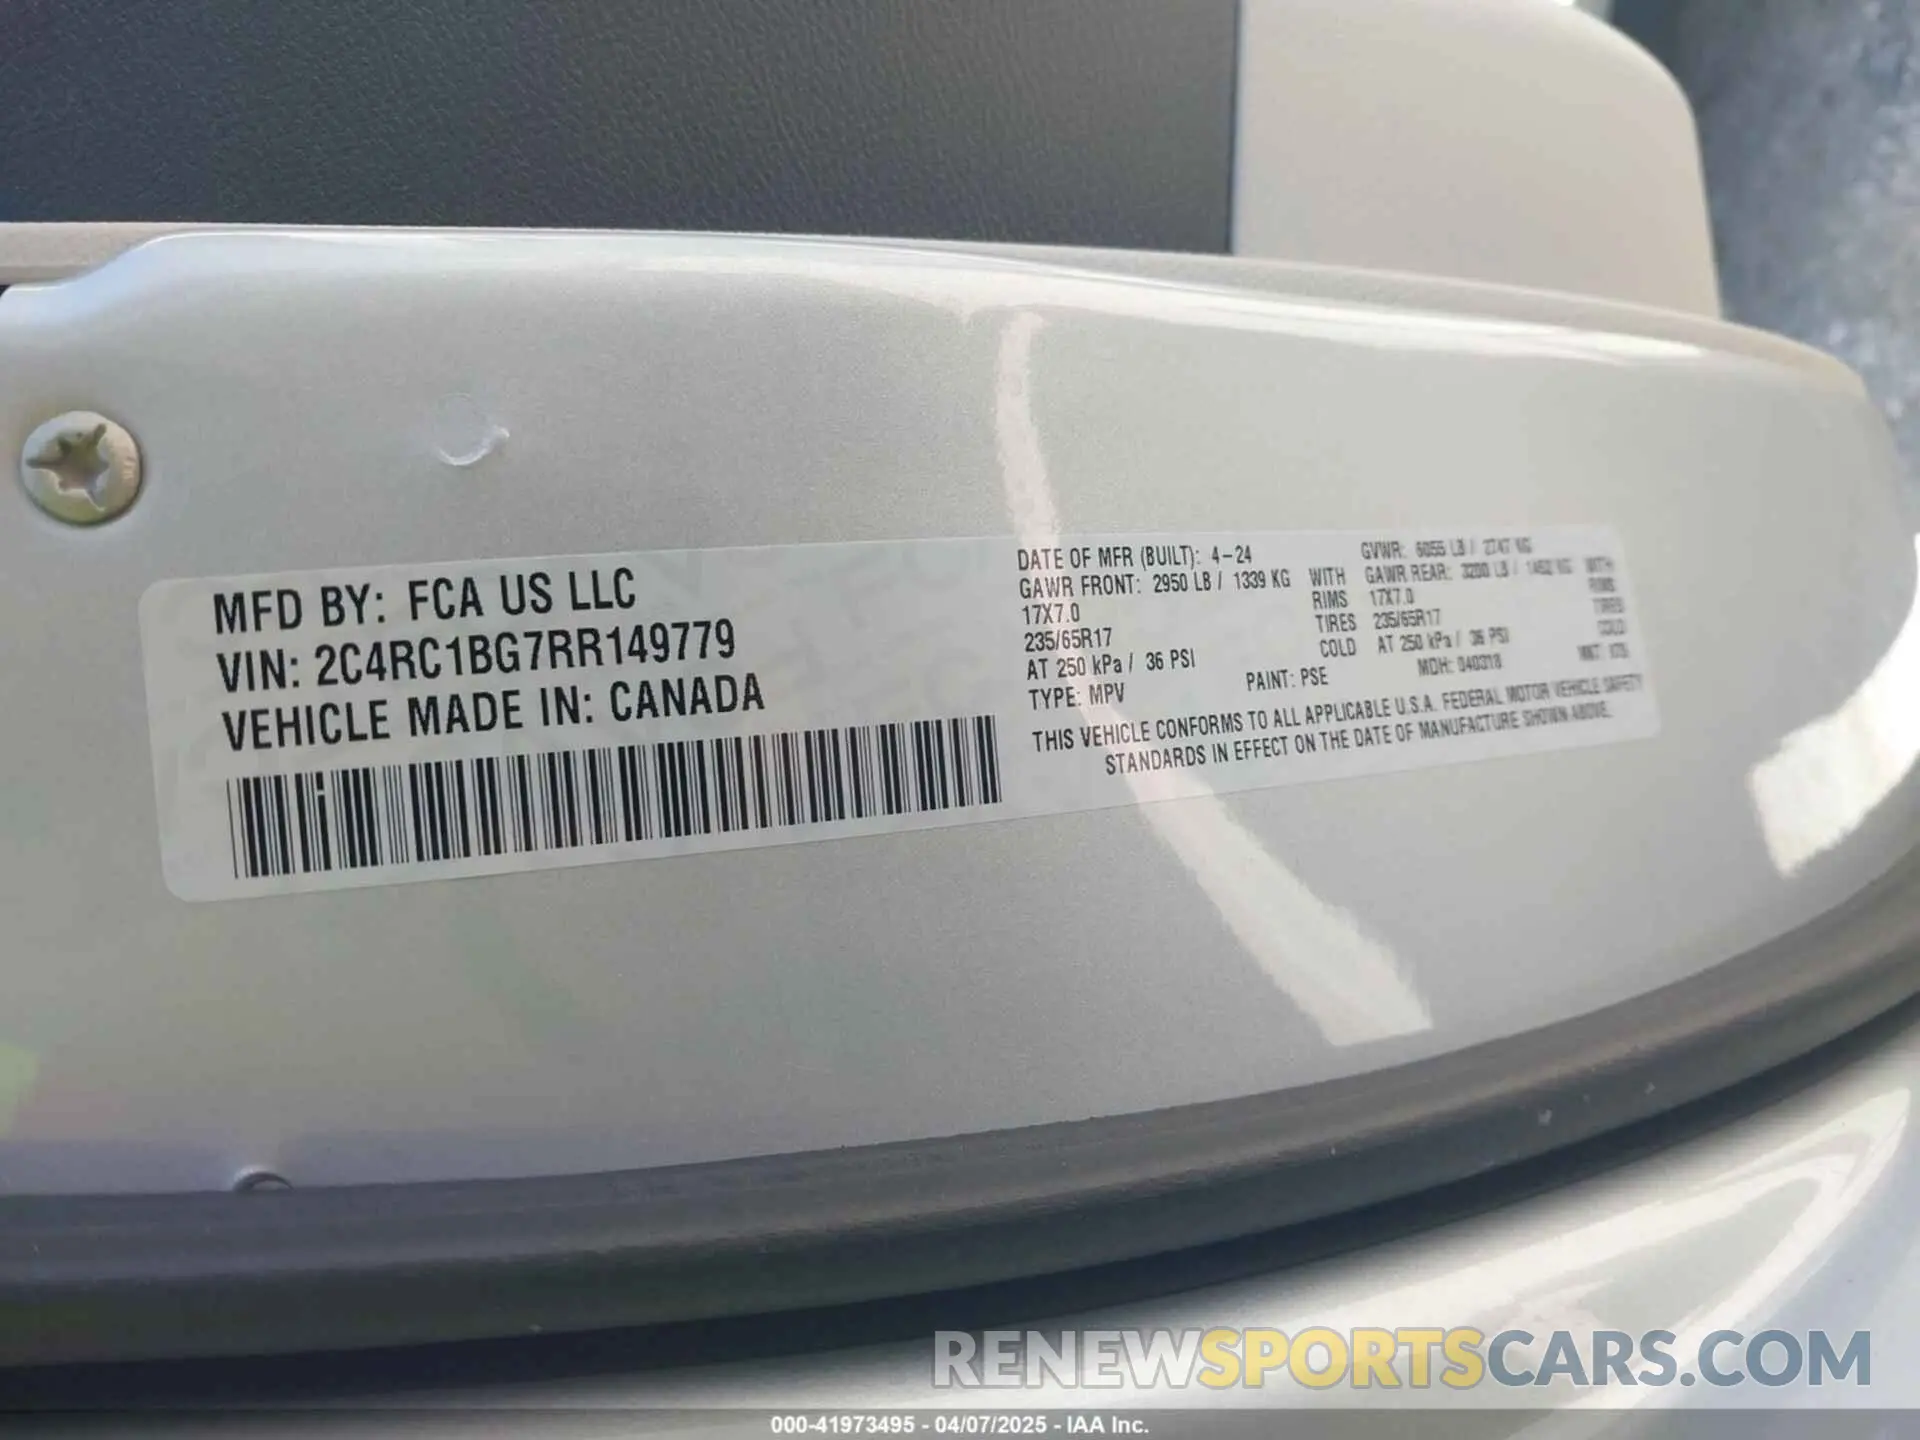 MFD BY: FCA US LLC
VIN: 2C4RC1BG7RR149779
VEHICLE MADE IN: CANADA
DATE OF MFR (BUILT): 4-24 GVWR: 6055 LB / 2747 KG
GAWR FRONT: 2950 LB / 1339 KG WITH GAWR REAR: 3200 LB / 1452 KG WITH
17X7.0 RIMS 17X7.0 RIMS
235/65R17 TIRES 235/65R17 TIRES
AT 250 kPa / 36 PSI COLD AT 250 kPa / 36 PSI COLD
TYPE: MPV PAINT: PSE MDH: 040318
THIS VEHICLE CONFORMS TO ALL APPLICABLE U.S.A. FEDERAL MOTOR VEHICLE SAFETY
STANDARDS IN EFFECT ON THE DATE OF MANUFACTURE SHOWN ABOVE.
RENEWSPORTSCARS.COM
000-41973495 - 04/07/2025 - IAA Inc.